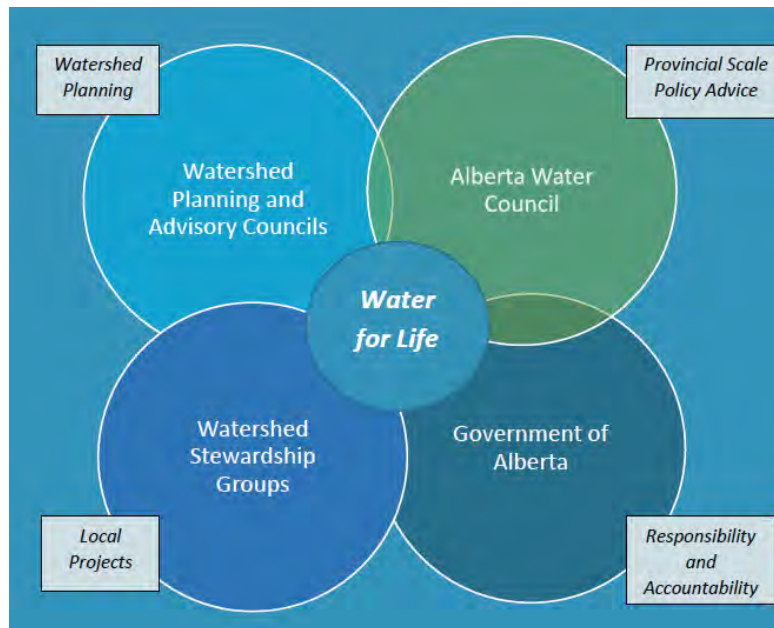 Watershed
Planning
Provincial Scale
Policy Advice
Watershed
Planning and
Advisory Councils
Alberta Water
Council
Water
for Life
Watershed
Stewardship
Groups
Government of
Alberta
Local
Projects
Responsibility
and
Accountability